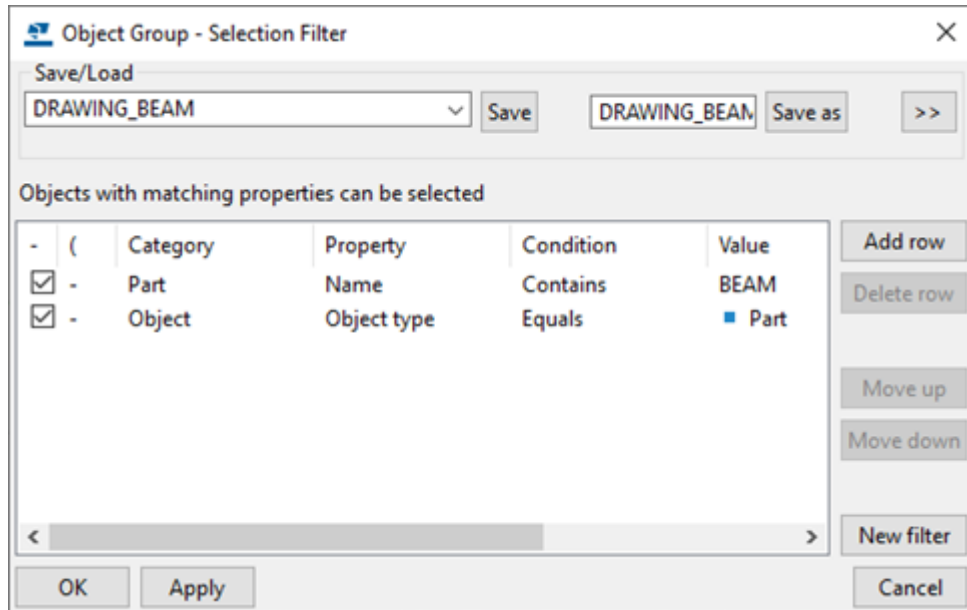 Object Group - Selection Filter
Save/Load
DRAWING_BEAM Save DRAWING_BEAM Save as >>
Objects with matching properties can be selected
- ( Category Property Condition Value
- Part Name Contains BEAM
- Object Object type Equals Part
Add row
Delete row
Move up
Move down
New filter
OK Apply Cancel